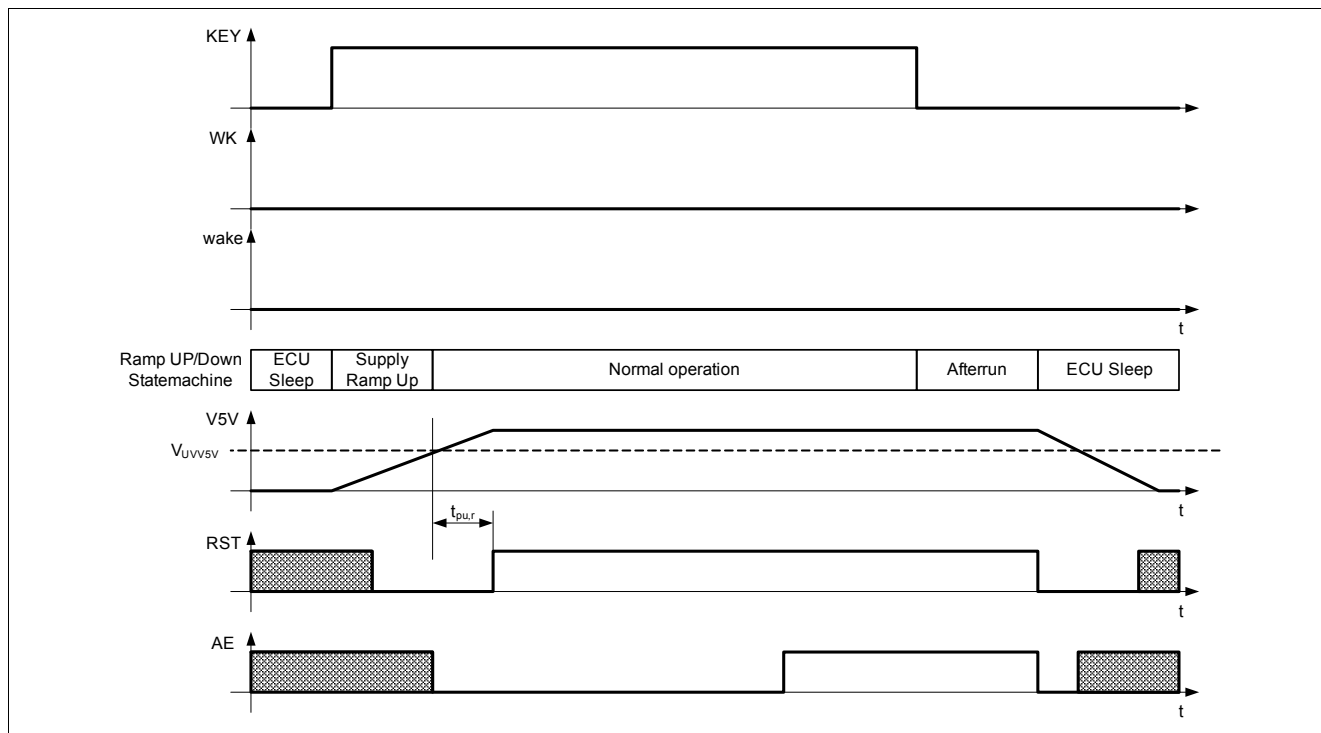 KEY
WK
wake
t
Ramp UP/Down
Statemachine
ECU
Sleep
Supply
Ramp Up
Normal operation
Afterrun
ECU Sleep
V5V
VUVV5V
t
tpu,r
RST
t
AE
t